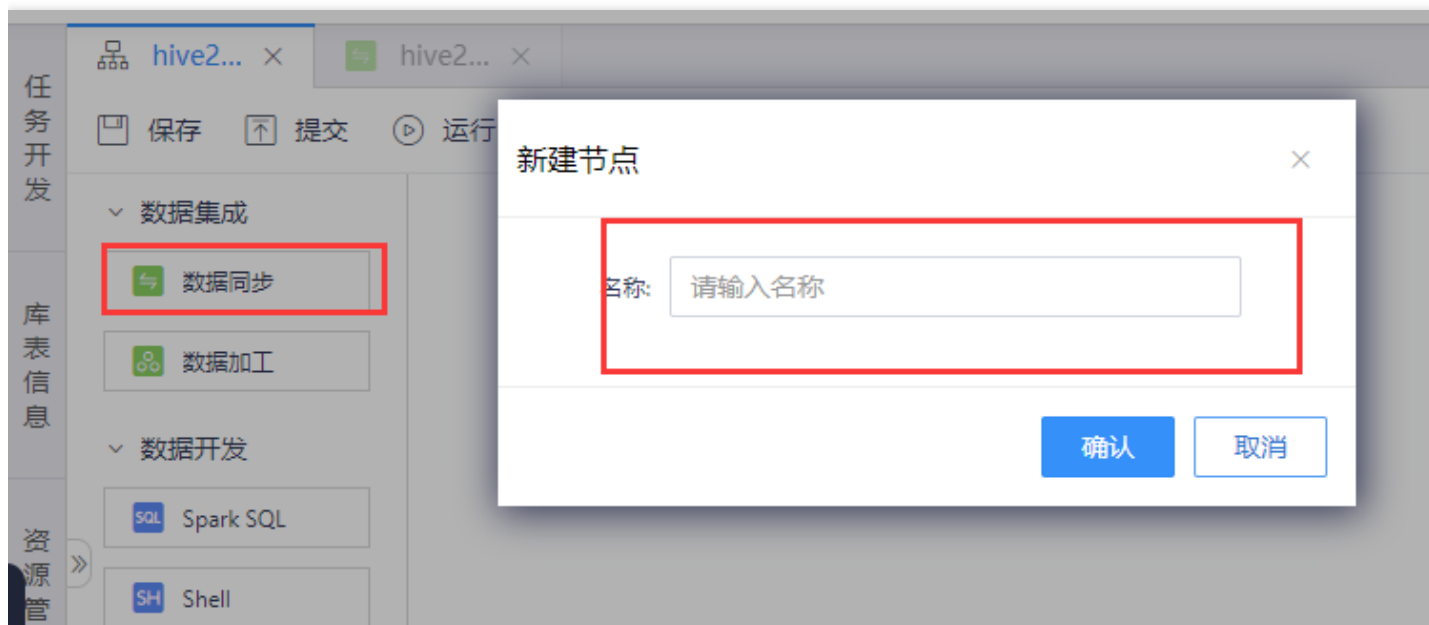 hive2...
hive2...
任务开发
保存
提交
运行
新建节点
数据集成
数据同步
名称:
请输入名称
库表信息
数据加工
数据开发
确认
取消
SQL
Spark SQL
资源管
SH
Shell